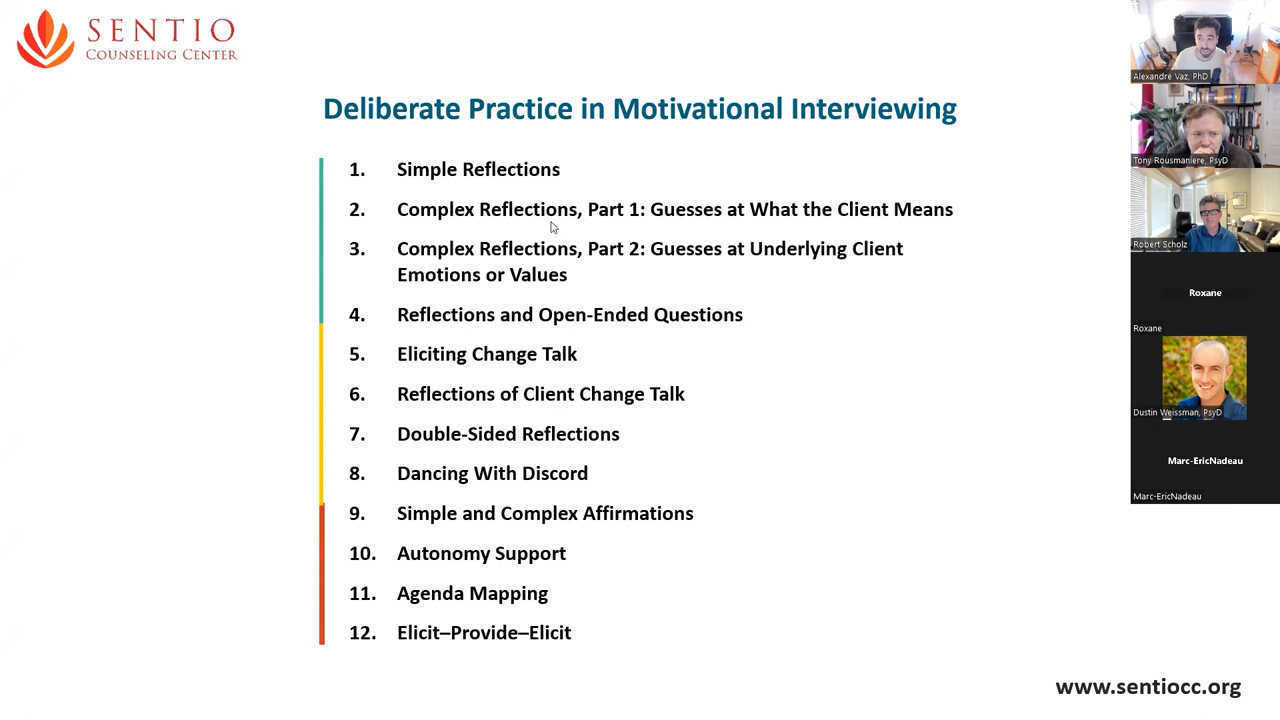 SENTIO
COUNSELING CENTER
Deliberate Practice in Motivational Interviewing
1. Simple Reflections
2. Complex Reflections, Part 1: Guesses at What the Client Means
3. Complex Reflections, Part 2: Guesses at Underlying Client
Emotions or Values
4. Reflections and Open-Ended Questions
5. Eliciting Change Talk
6. Reflections of Client Change Talk
7. Double-Sided Reflections
8. Dancing With Discord
9. Simple and Complex Affirmations
10. Autonomy Support
11. Agenda Mapping
12. Elicit–Provide–Elicit
www.sentiocc.org
Alexandre Vaz, PhD
Tony Rousmaniere, PsyD
Robert Scholz
Roxane
Roxane
Dustin Weissman, PsyD
Marc-EricNadeau
Marc-EricNadeau